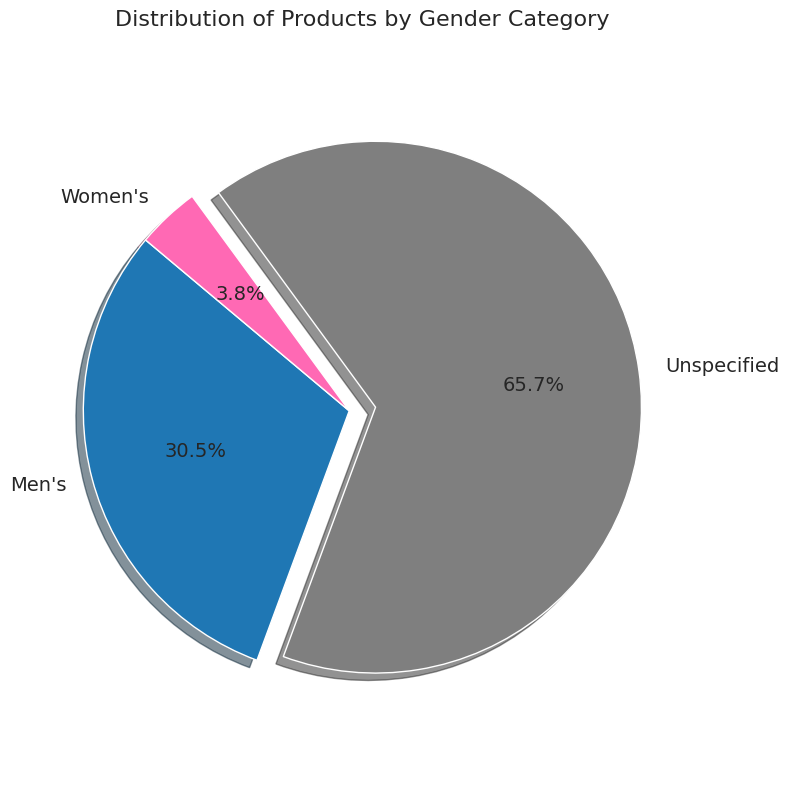 Distribution of Products by Gender Category
Women's
3.8%
Unspecified
65.7%
30.5%
Men's